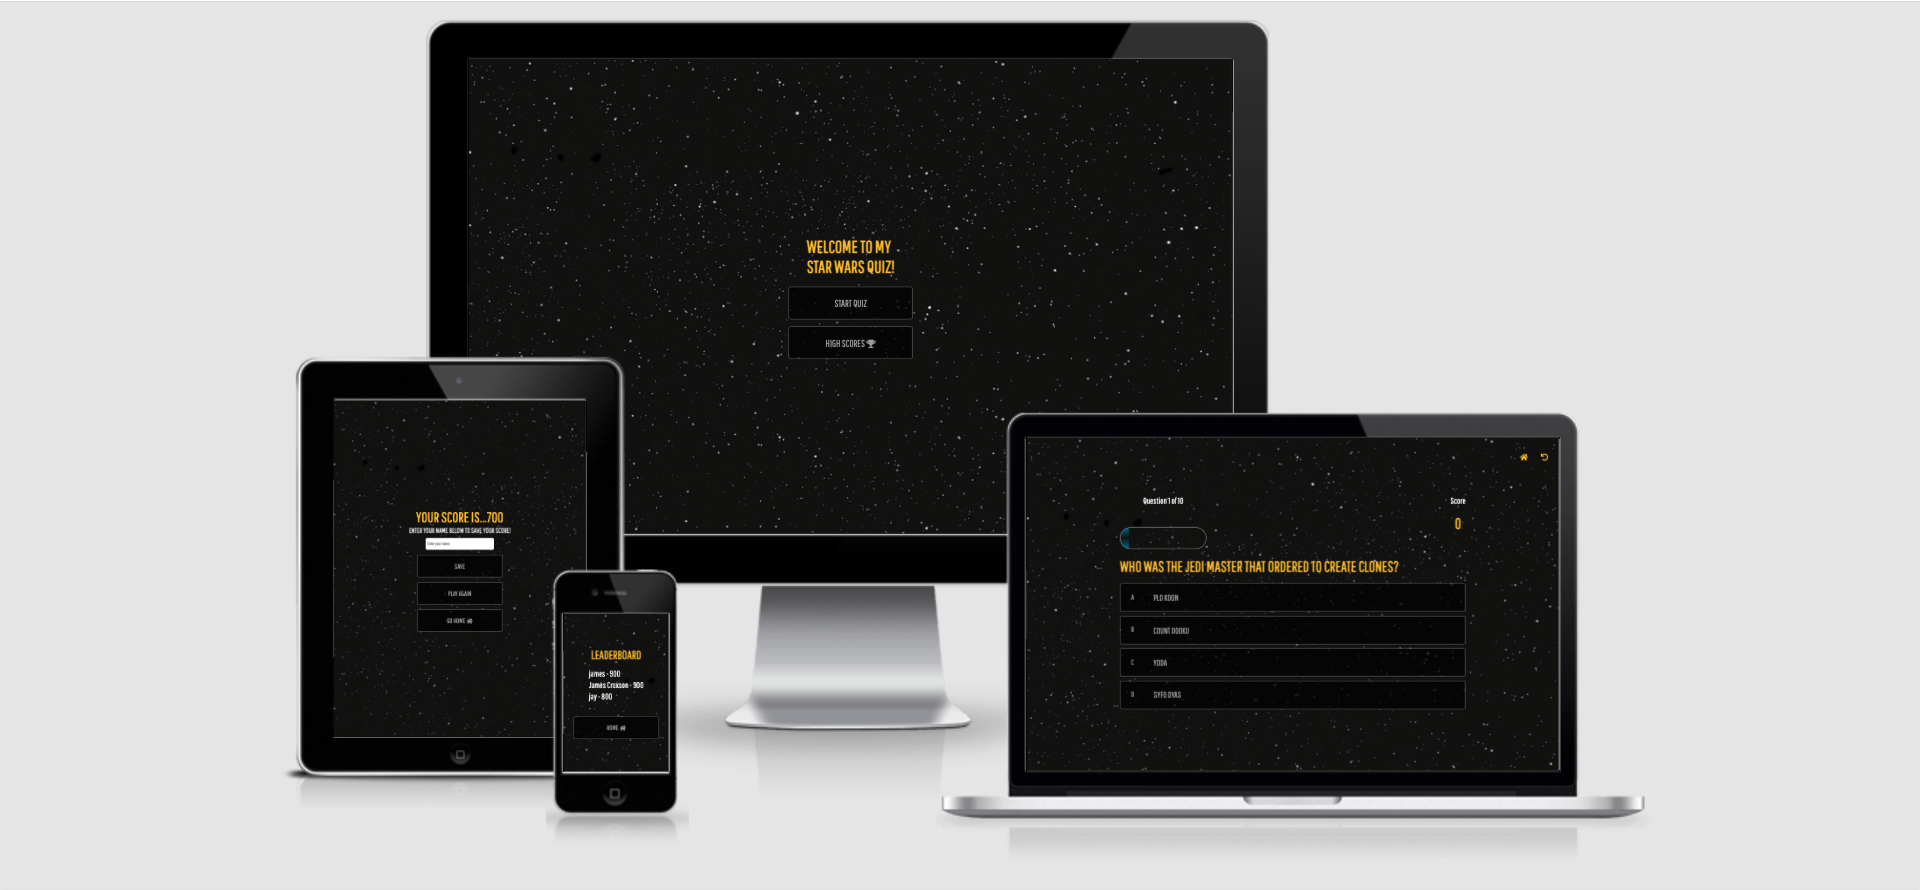 WELCOME TO MY
STAR WARS QUIZ!
START QUIZ
HIGH SCORES
YOUR SCORE IS...700
ENTER YOUR NAME BELOW TO SAVE YOUR SCORE!
Enter your name
SAVE
PLAY AGAIN
GO HOME
LEADERBOARD
james - 900
James Croxson - 900
jay - 800
HOME
Question 1 of 10
Score
0
WHO WAS THE JEDI MASTER THAT ORDERED TO CREATE CLONES?
A PLO KOON
B COUNT DOOKU
C YODA
D SYFO DYAS